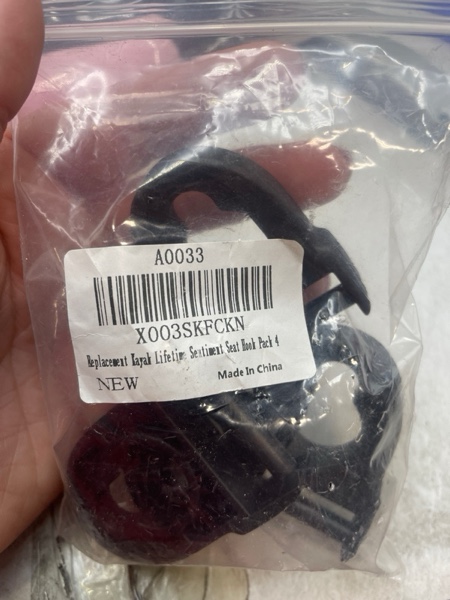 A0033
X003SKFCKN
Replacement Kayak Lifetime Sentiment Seat Hook Pack 4
NEW
Made In China